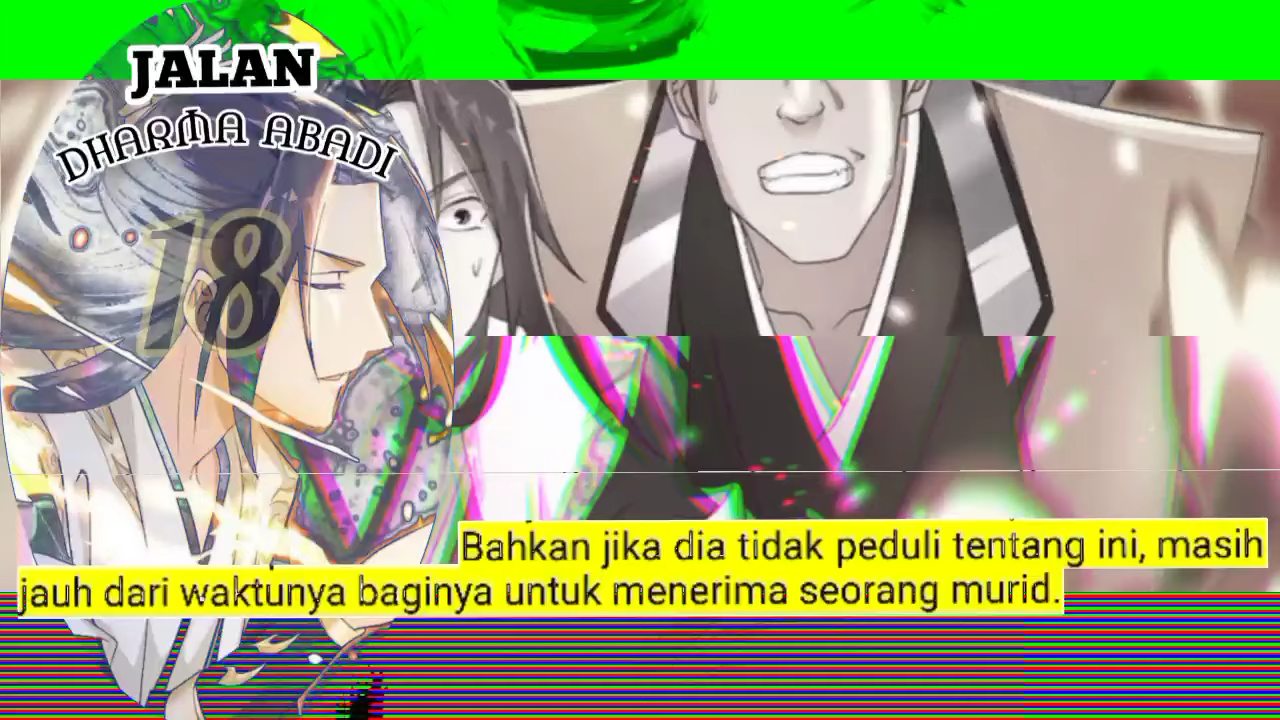 JALAN
DHARMA ABADI
18
Bahkan jika dia tidak peduli tentang ini, masih
jauh dari waktunya baginya untuk menerima seorang murid.